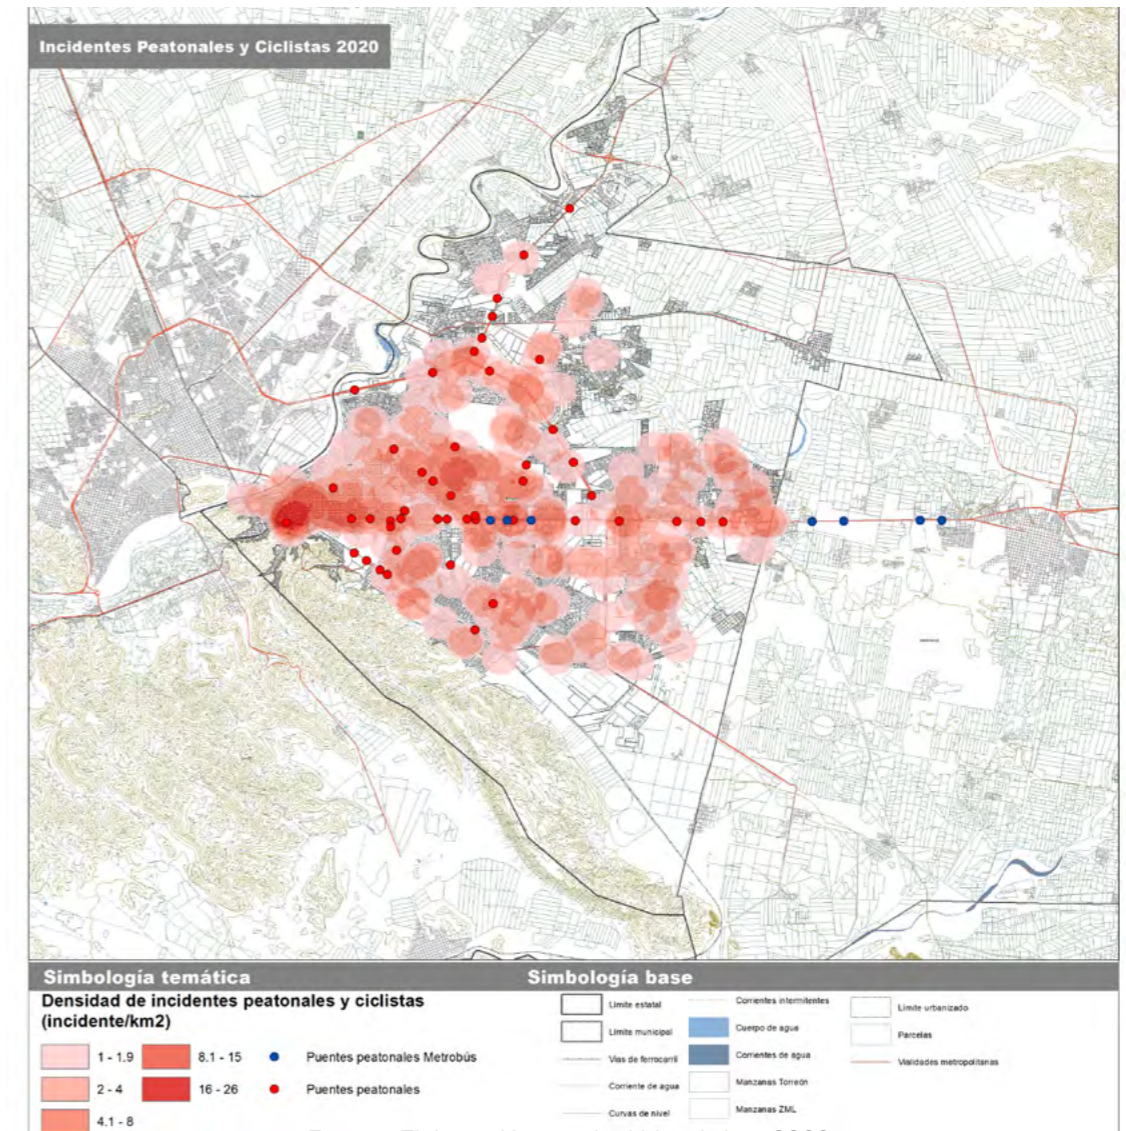 Incidentes Peatonales y Ciclistas 2020
Simbología temática
Densidad de incidentes peatonales y ciclistas
(incidente/km2)
1 - 1.9
2 - 4
4.1 - 8
8.1 - 15
16 - 26
Puentes peatonales Metrobús
Puentes peatonales
Simbología base
Límite estatal
Límite municipal
Vías de ferrocarril
Corriente de agua
Curvas de nivel
Corrientes intermitentes
Cuerpo de agua
Corrientes de agua
Manzanas Torreón
Manzanas ZML
Límite urbanizado
Parcelas
Vialidades metropolitanas